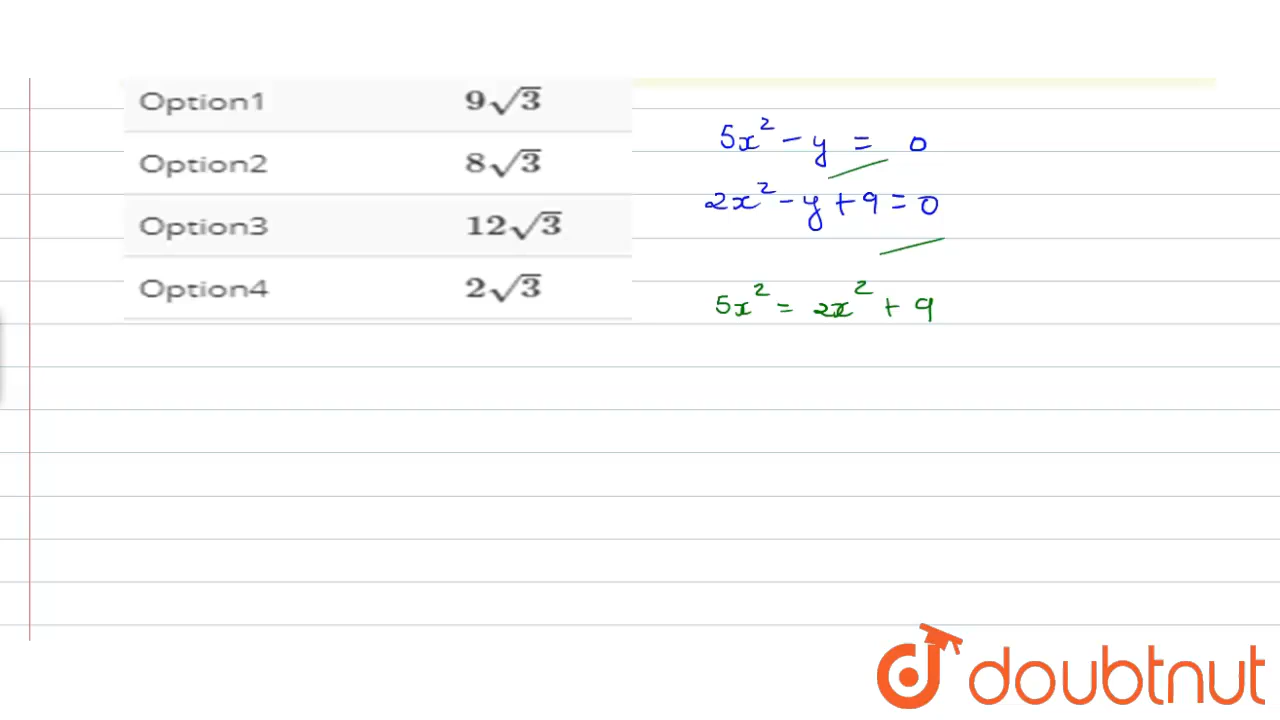 Option1 9√3
Option2 8√3
Option3 12√3
Option4 2√3
5x² - y = 0
2x² - y + 9 = 0
5x² = 2x² + 9
doubtnut